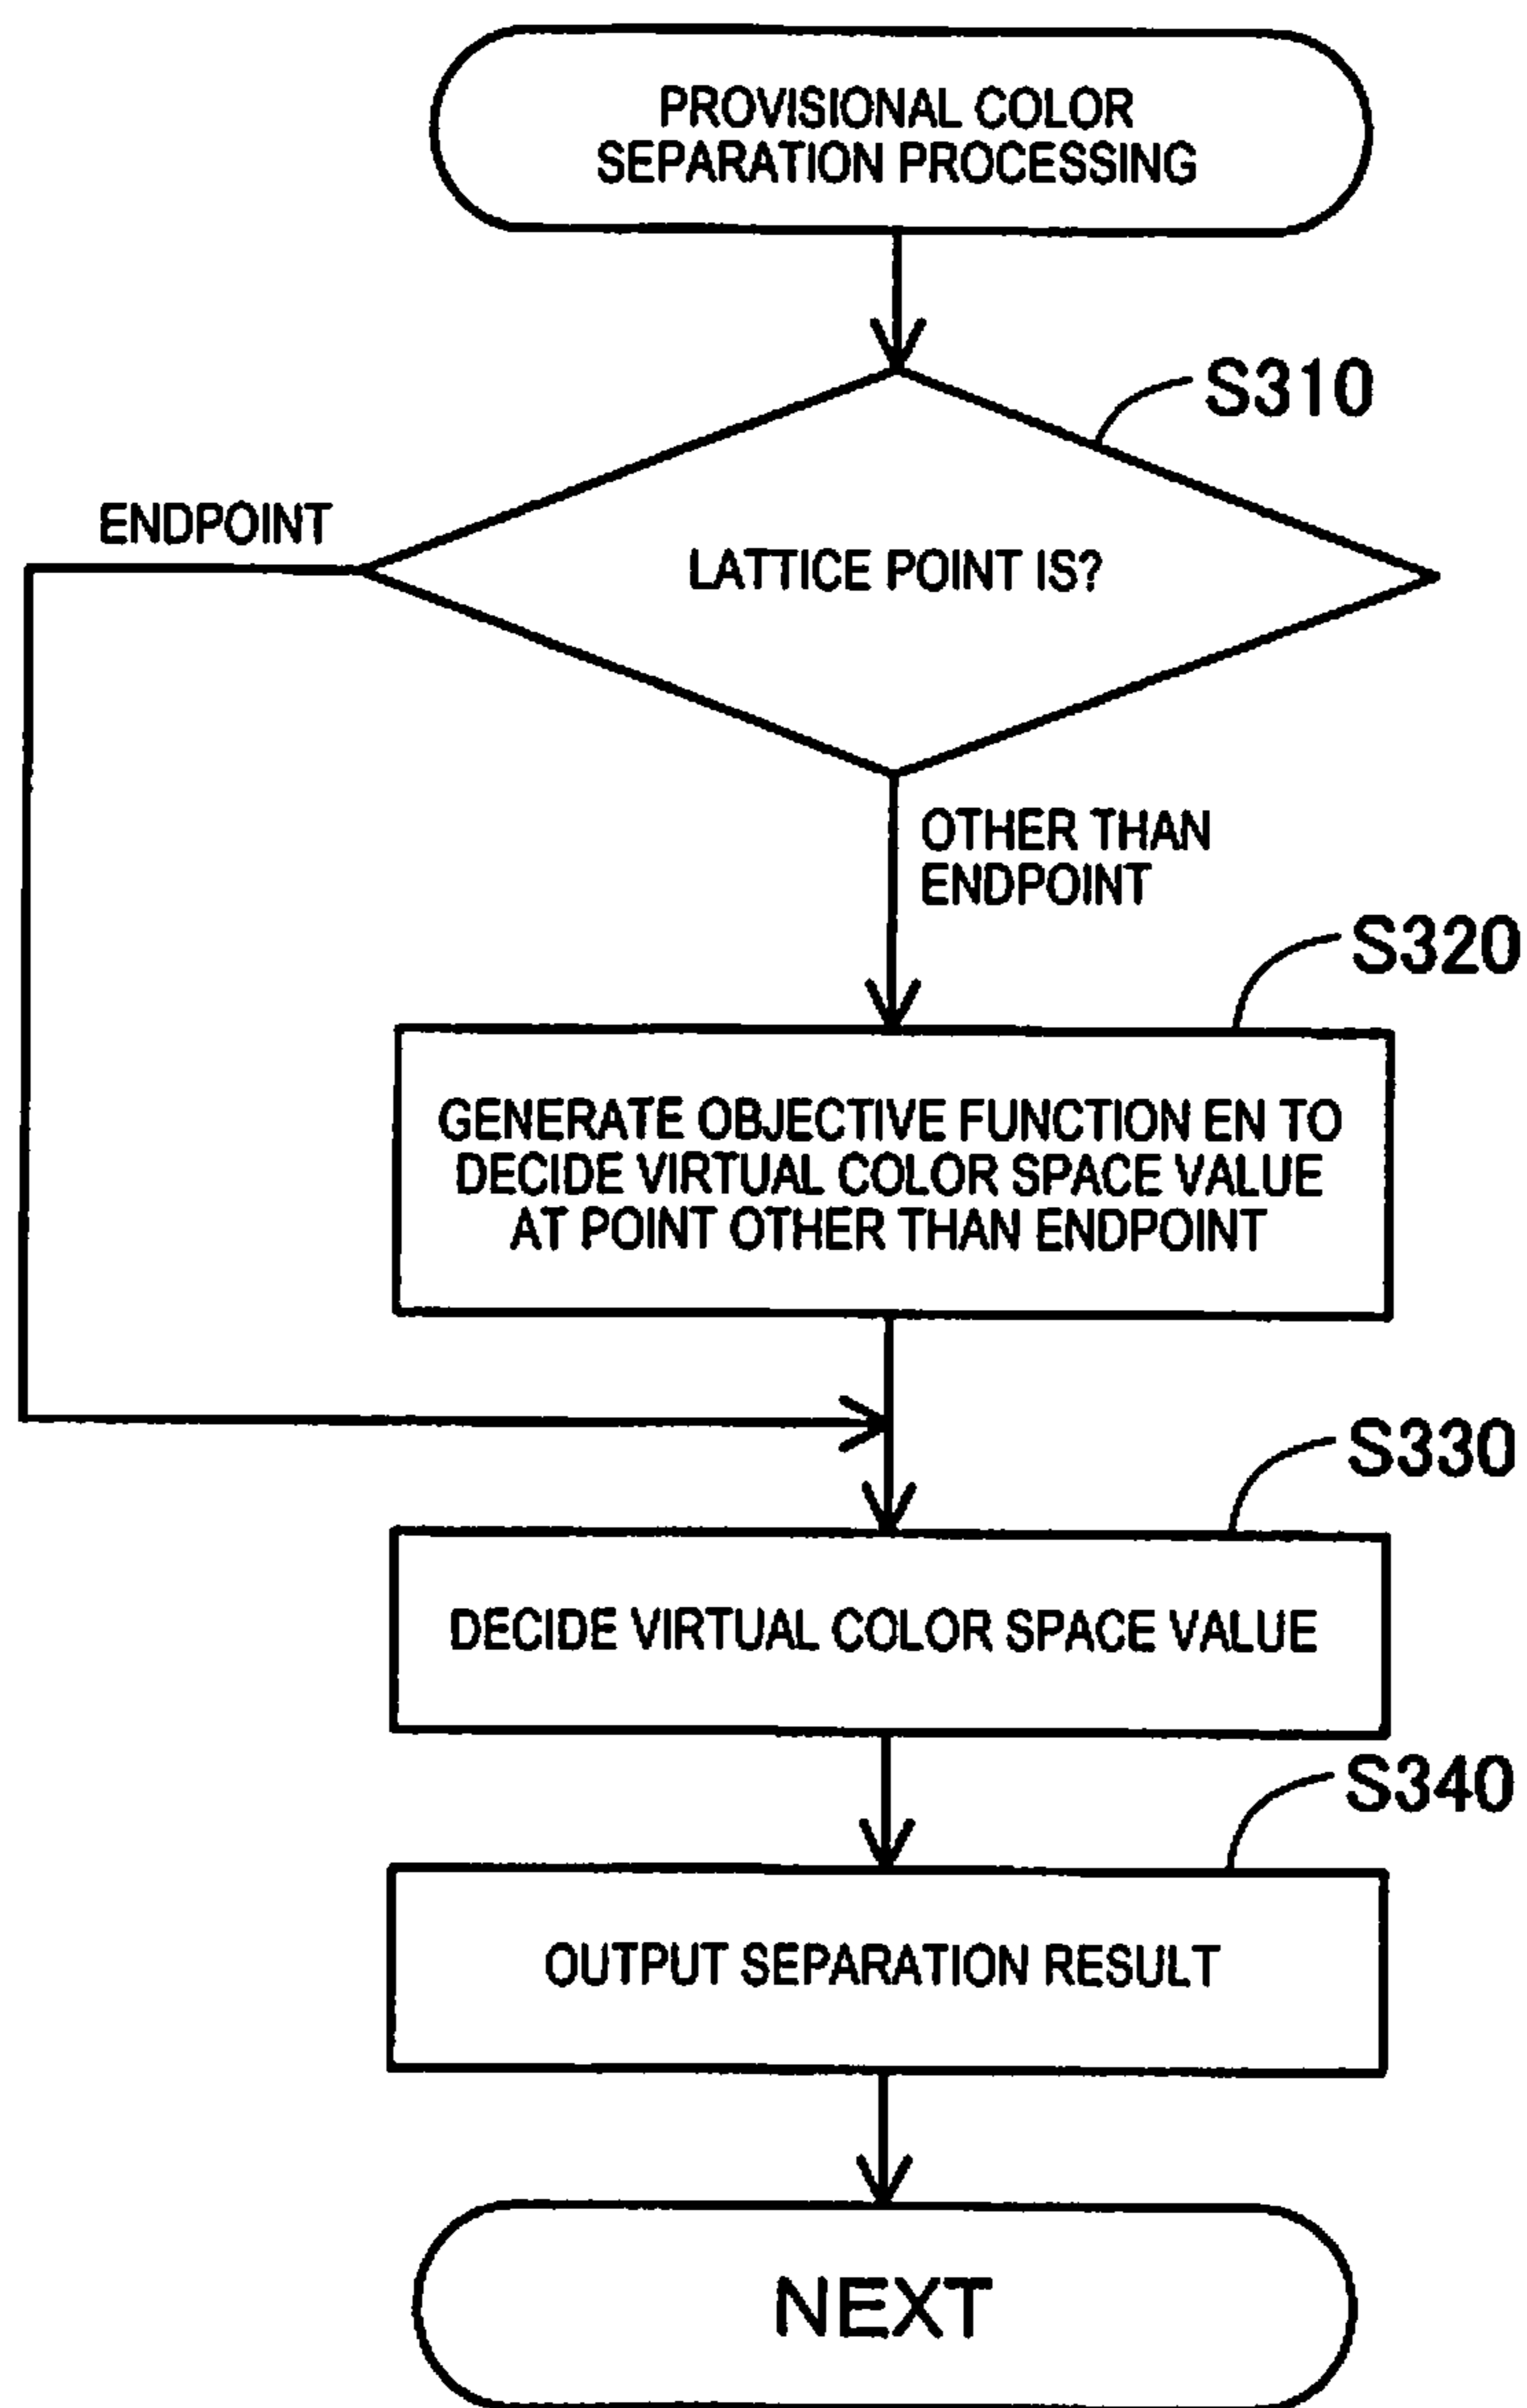 PROVISIONAL COLOR
SEPARATION PROCESSING
S310
ENDPOINT
LATTICE POINT IS?
OTHER THAN
ENDPOINT
S320
GENERATE OBJECTIVE FUNCTION EN TO
DECIDE VIRTUAL COLOR SPACE VALUE
AT POINT OTHER THAN ENDPOINT
S330
DECIDE VIRTUAL COLOR SPACE VALUE
S340
OUTPUT SEPARATION RESULT
NEXT